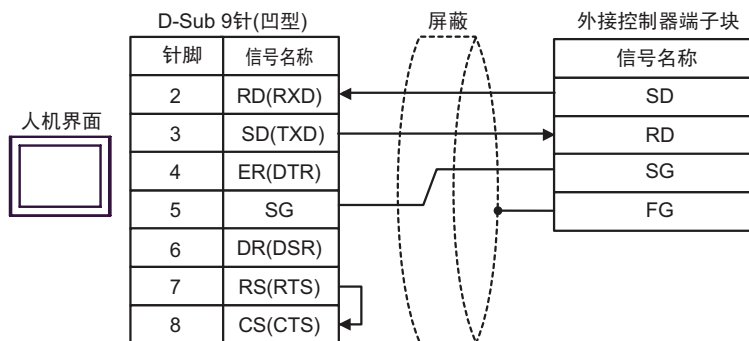 D-Sub 9针(凹型)
屏蔽
外接控制器端子块
针脚 信号名称
信号名称
人机界面
2 RD(RXD)
SD
3 SD(TXD)
RD
4 ER(DTR)
SG
5 SG
FG
6 DR(DSR)
7 RS(RTS)
8 CS(CTS)